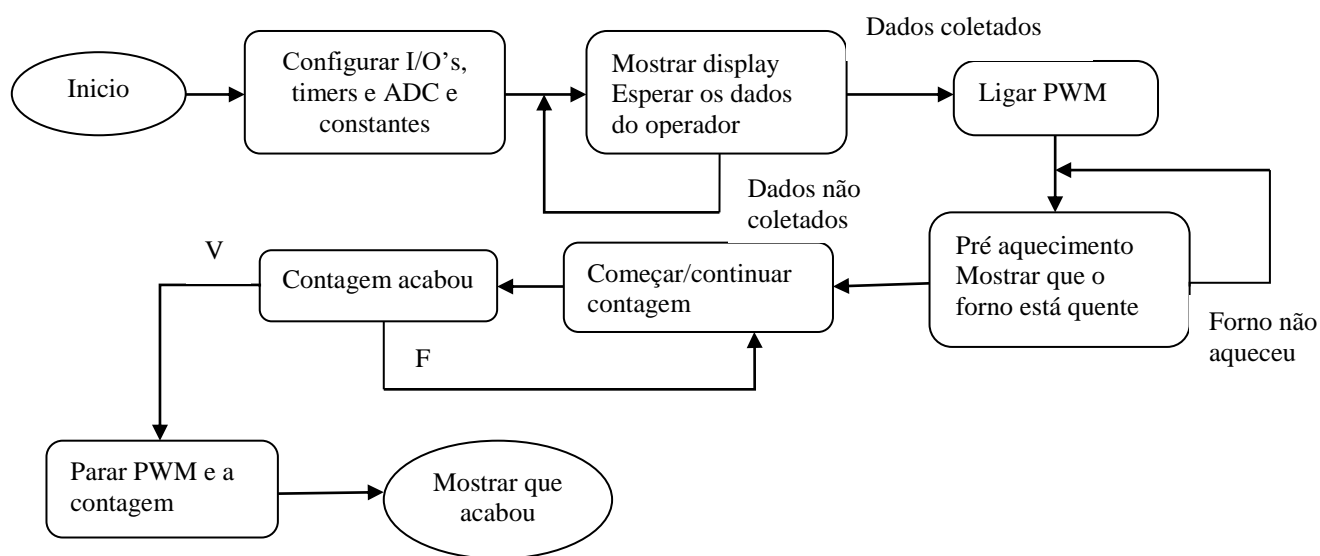 Inicio
Configurar I/O’s,
timers e ADC e
constantes
Mostrar display
Esperar os dados
do operador
Dados coletados
Ligar PWM
Dados não
coletados
Pré aquecimento
Mostrar que o
forno está quente
Forno não
aqueceu
Começar/continuar
contagem
Contagem acabou
V
F
Parar PWM e a
contagem
Mostrar que
acabou